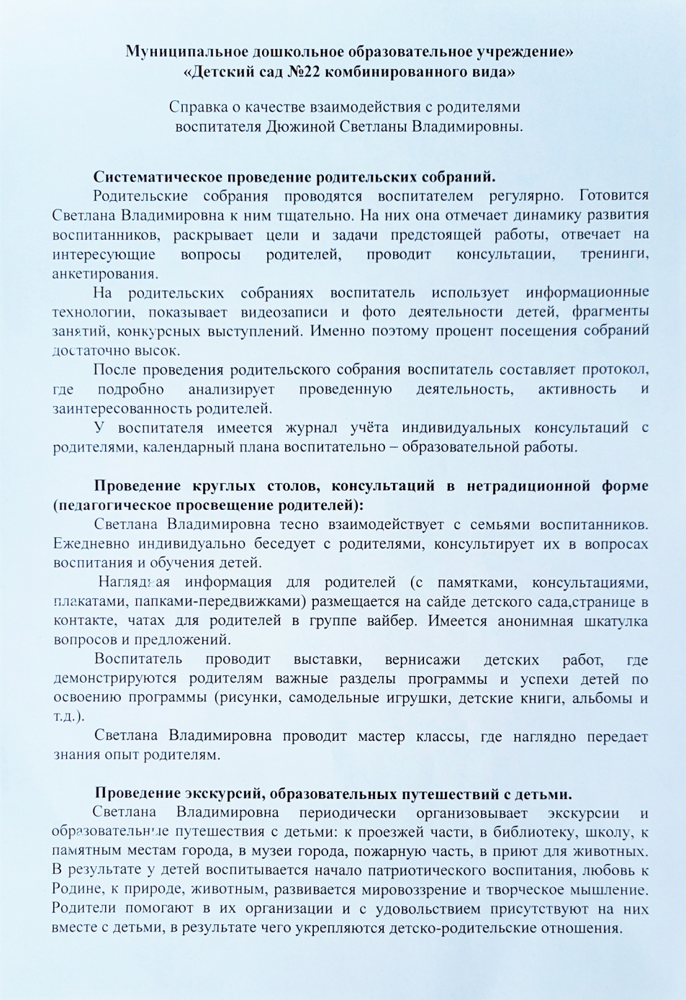 Муниципальное дошкольное образовательное учреждение»
«Детский сад №22 комбинированного вида»
Справка о качестве взаимодействия с родителями
воспитателя Дюжиной Светланы Владимировны.
Систематическое проведение родительских собраний.
Родительские собрания проводятся воспитателем регулярно. Готовится
Светлана Владимировна к ним тщательно. На них она отмечает динамику развития
воспитанников, раскрывает цели и задачи предстоящей работы, отвечает на
интересующие вопросы родителей, проводит консультации, тренинги,
анкетирования.
На родительских собраниях воспитатель использует информационные
технологии, показывает видеозаписи и фото деятельности детей, фрагменты
занятий, конкурсных выступлений. Именно поэтому процент посещения собраний
достаточно высок.
После проведения родительского собрания воспитатель составляет протокол,
где подробно анализирует проведенную деятельность, активность и
заинтересованность родителей.
У воспитателя имеется журнал учёта индивидуальных консультаций с
родителями, календарный плана воспитательно – образовательной работы.
Проведение круглых столов, консультаций в нетрадиционной форме
(педагогическое просвещение родителей):
Светлана Владимировна тесно взаимодействует с семьями воспитанников.
Ежедневно индивидуально беседует с родителями, консультирует их в вопросах
воспитания и обучения детей.
Наглядная информация для родителей (с памятками, консультациями,
плакатами, папками-передвижками) размещается на сайде детского сада,странице в
контакте, чатах для родителей в группе вайбер. Имеется анонимная шкатулка
вопросов и предложений.
Воспитатель проводит выставки, вернисажи детских работ, где
демонстрируются родителям важные разделы программы и успехи детей по
освоению программы (рисунки, самодельные игрушки, детские книги, альбомы и
т.д.).
Светлана Владимировна проводит мастер классы, где наглядно передает
знания опыт родителям.
Проведение экскурсий, образовательных путешествий с детьми.
Светлана Владимировна периодически организовывает экскурсии и
образовательные путешествия с детьми: к проезжей части, в библиотеку, школу, к
памятным местам города, в музеи города, пожарную часть, в приют для животных.
В результате у детей воспитывается начало патриотического воспитания, любовь к
Родине, к природе, животным, развивается мировоззрение и творческое мышление.
Родители помогают в их организации и с удовольствием присутствуют на них
вместе с детьми, в результате чего укрепляются детско-родительские отношения.